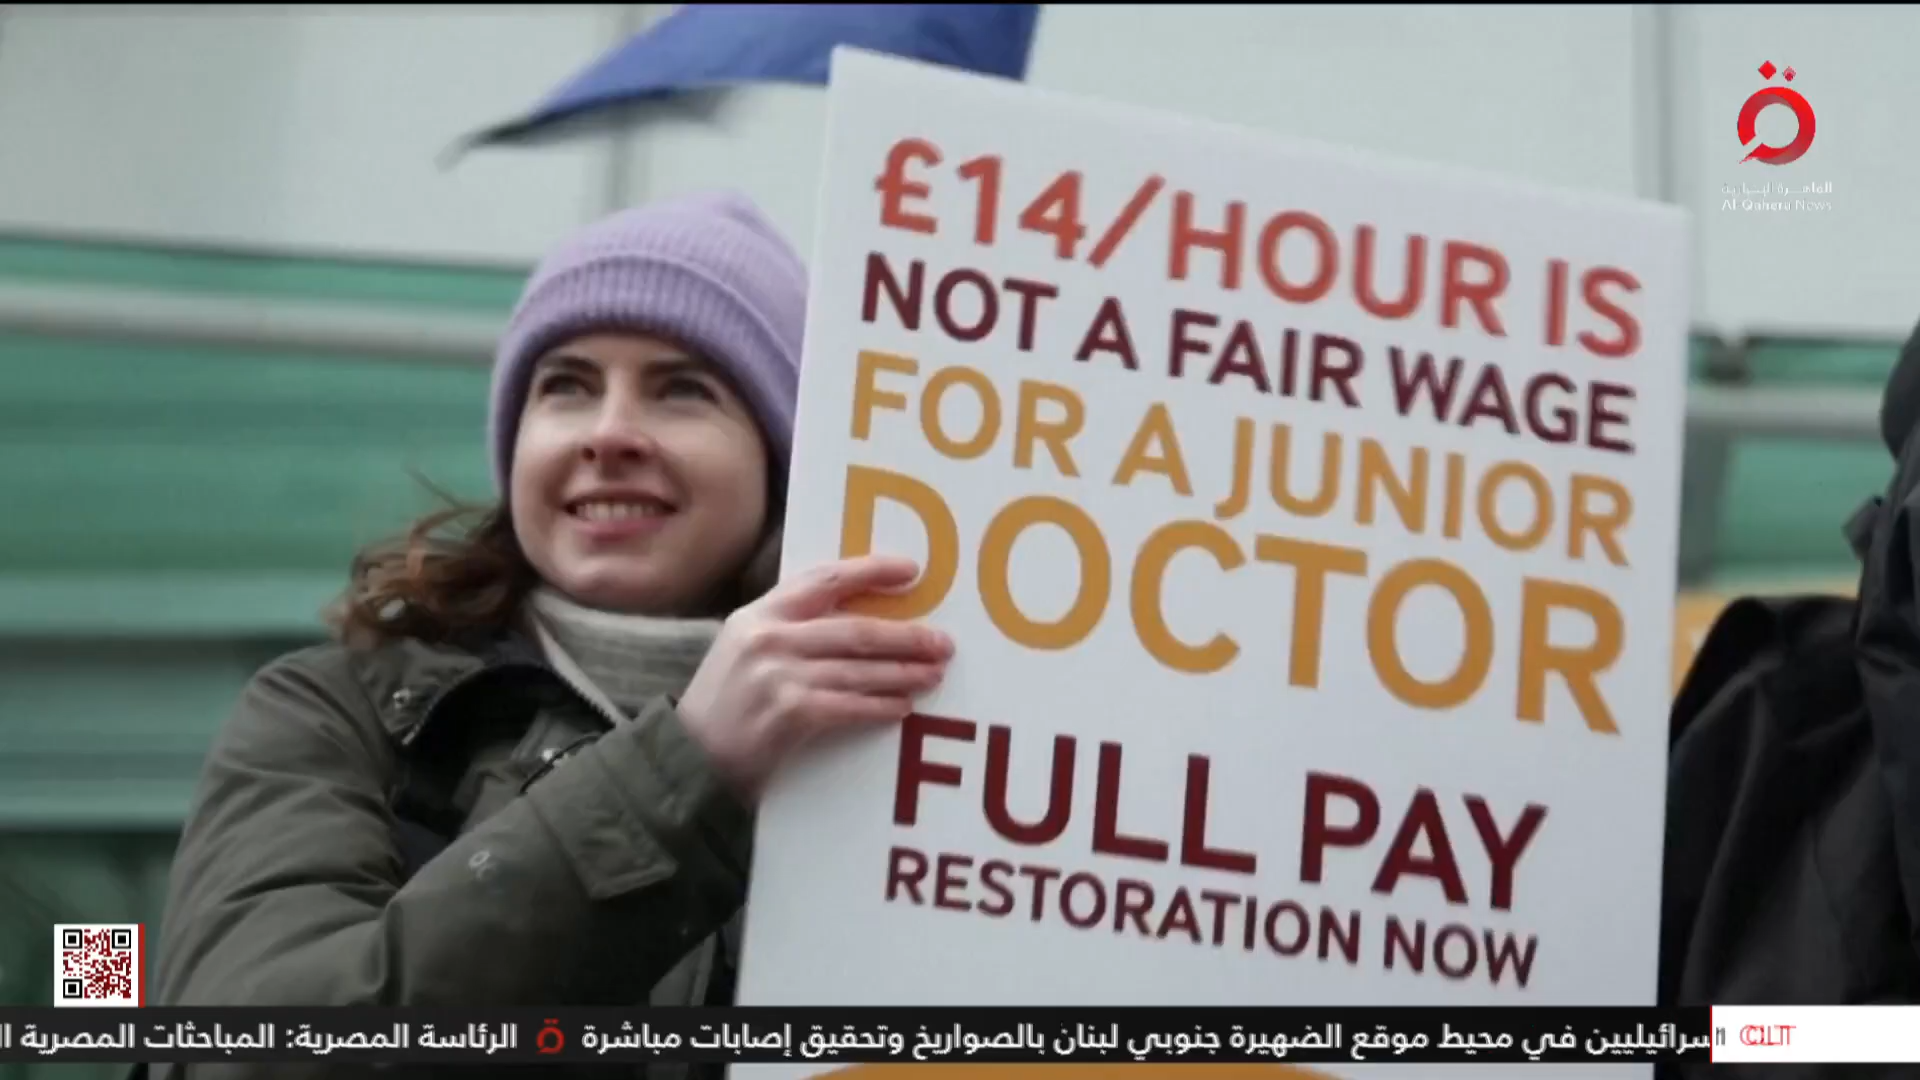 القاهرة الإخبارية
Al Qahera News
£14/HOUR IS
NOT A FAIR WAGE
FOR A JUNIOR
DOCTOR
FULL PAY
RESTORATION NOW
سرائيليين في محيط موقع الضهيرة جنوبي لبنان بالصواريخ وتحقيق إصابات مباشرة الرئاسة المصرية: المباحثات المصرية ال